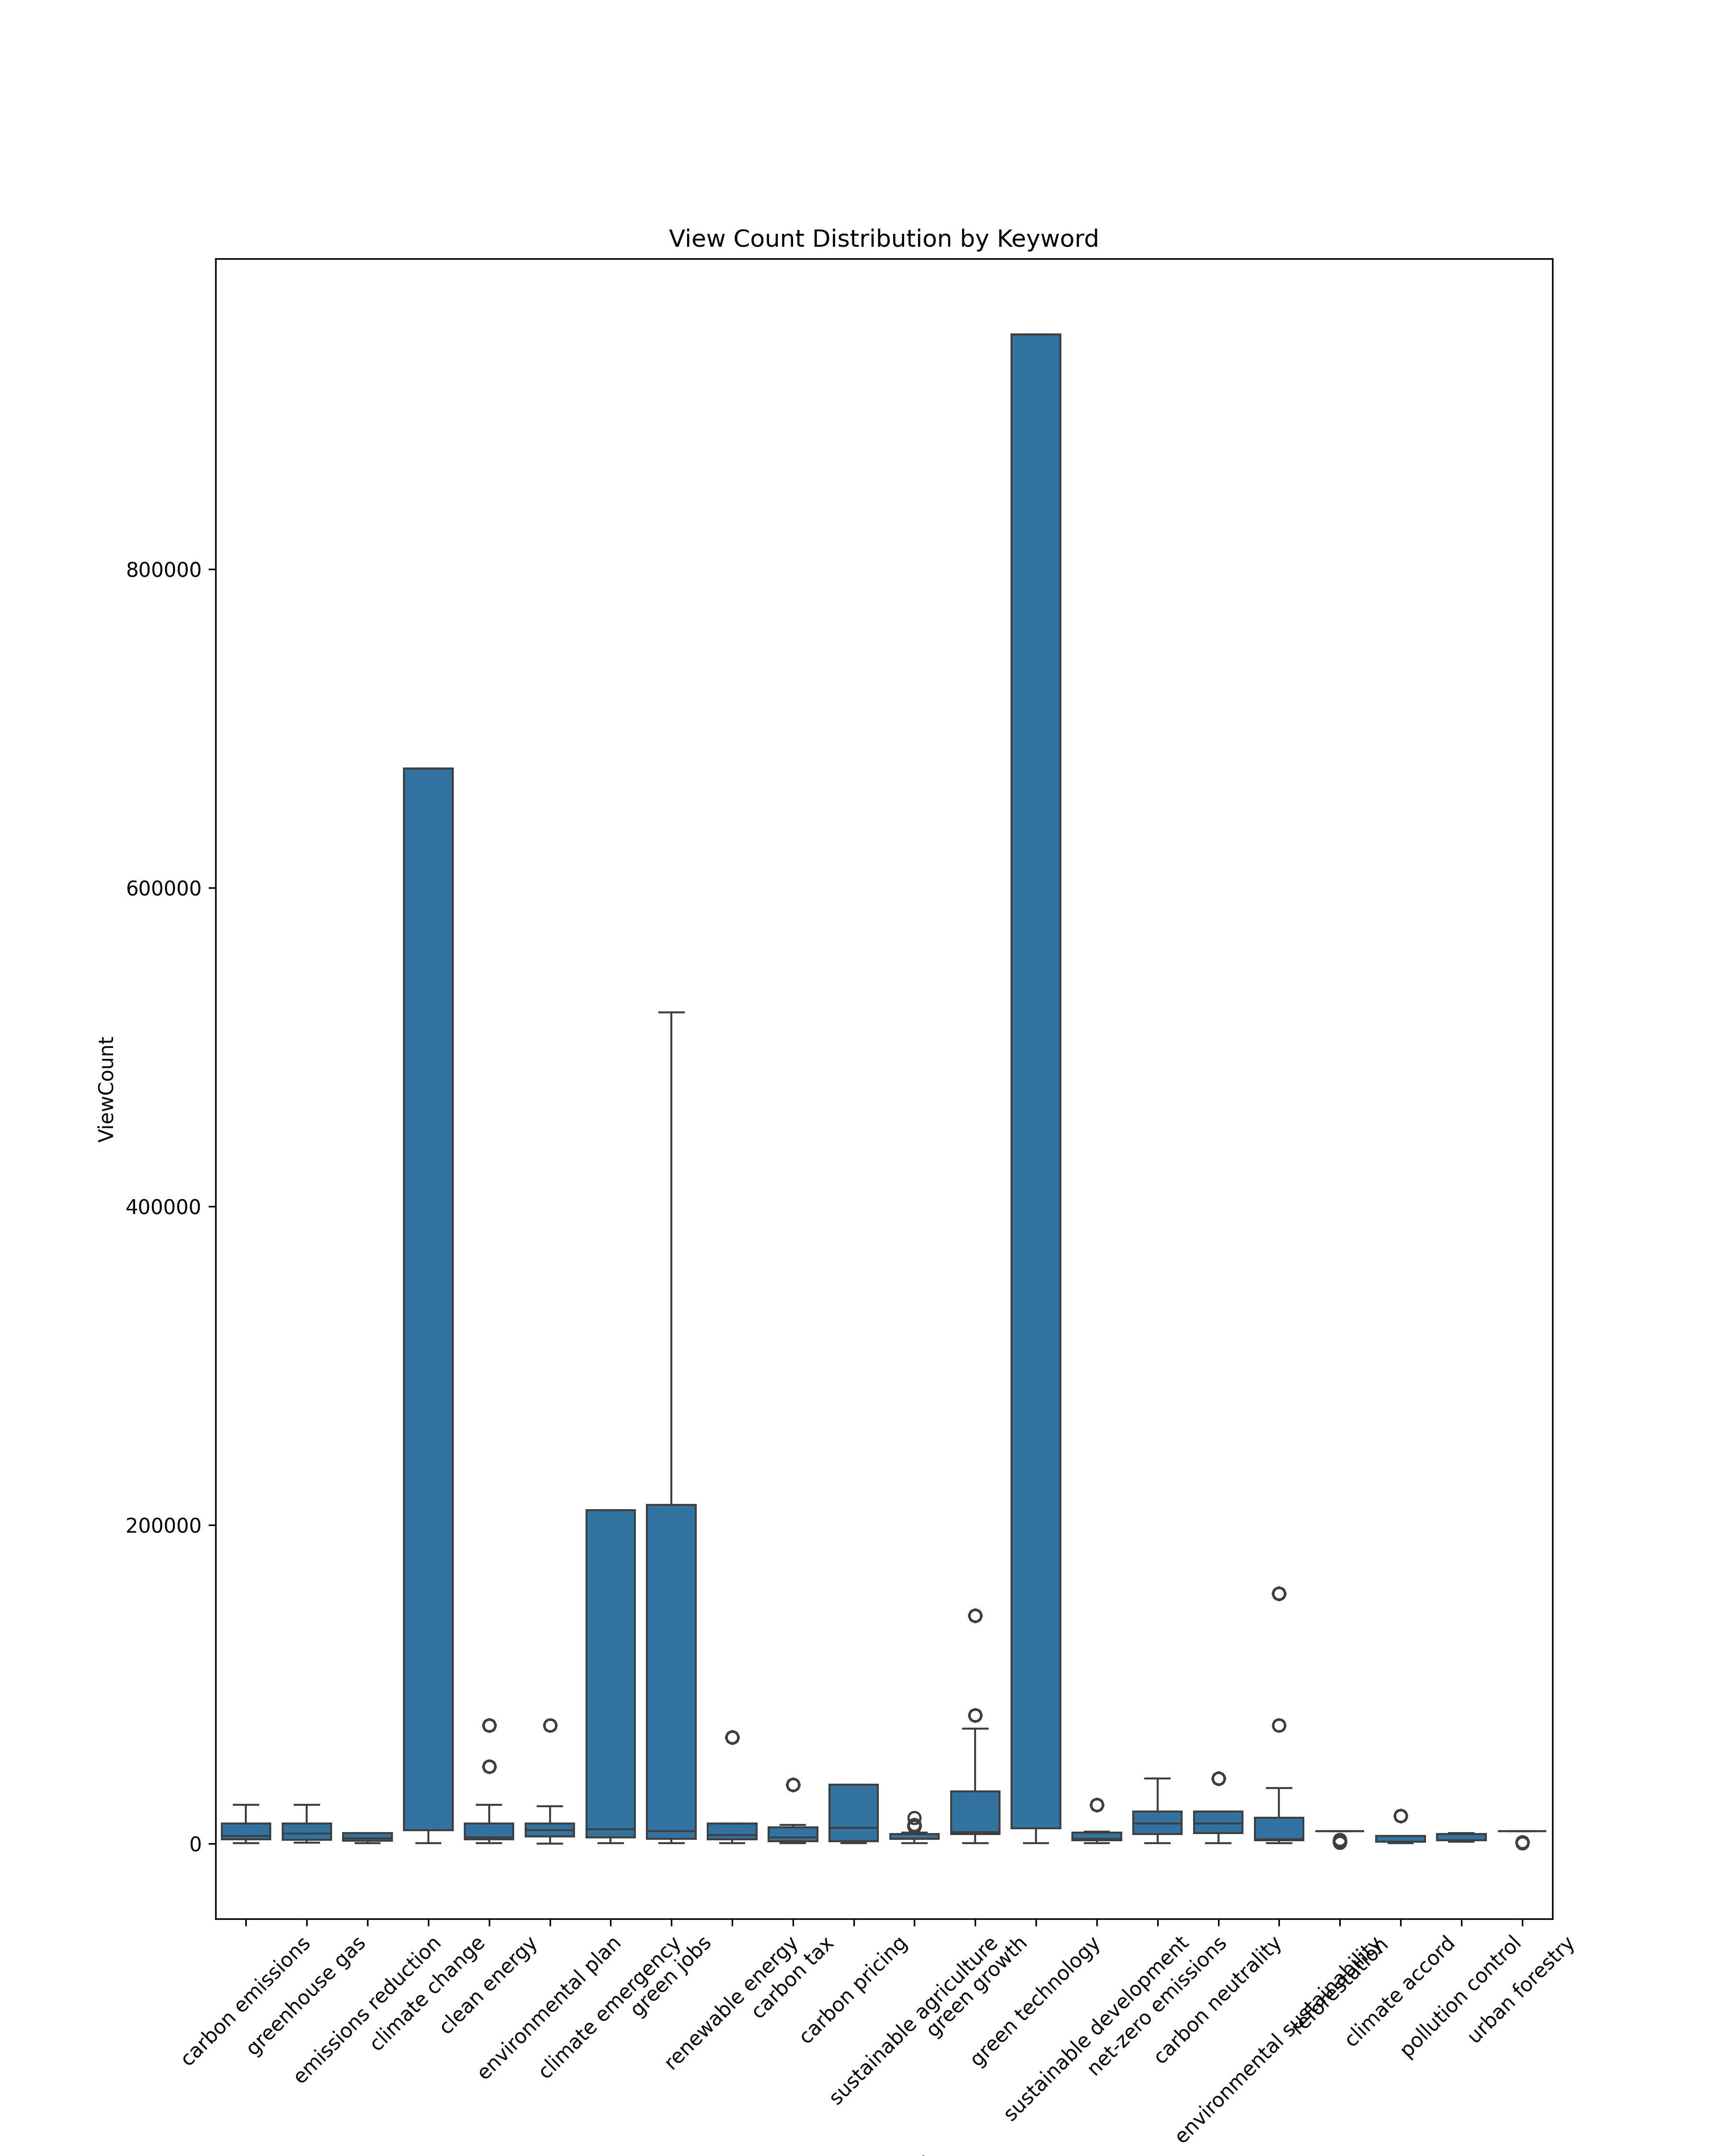 View Count Distribution by Keyword
ViewCount
800000
600000
400000
200000
0
carbon emissions
greenhouse gas
emissions reduction
climate change
clean energy
environmental plan
climate emergency
green jobs
renewable energy
carbon tax
carbon pricing
sustainable agriculture
green growth
green technology
sustainable development
net-zero emissions
carbon neutrality
environmental sustainability
reforestation
climate accord
pollution control
urban forestry